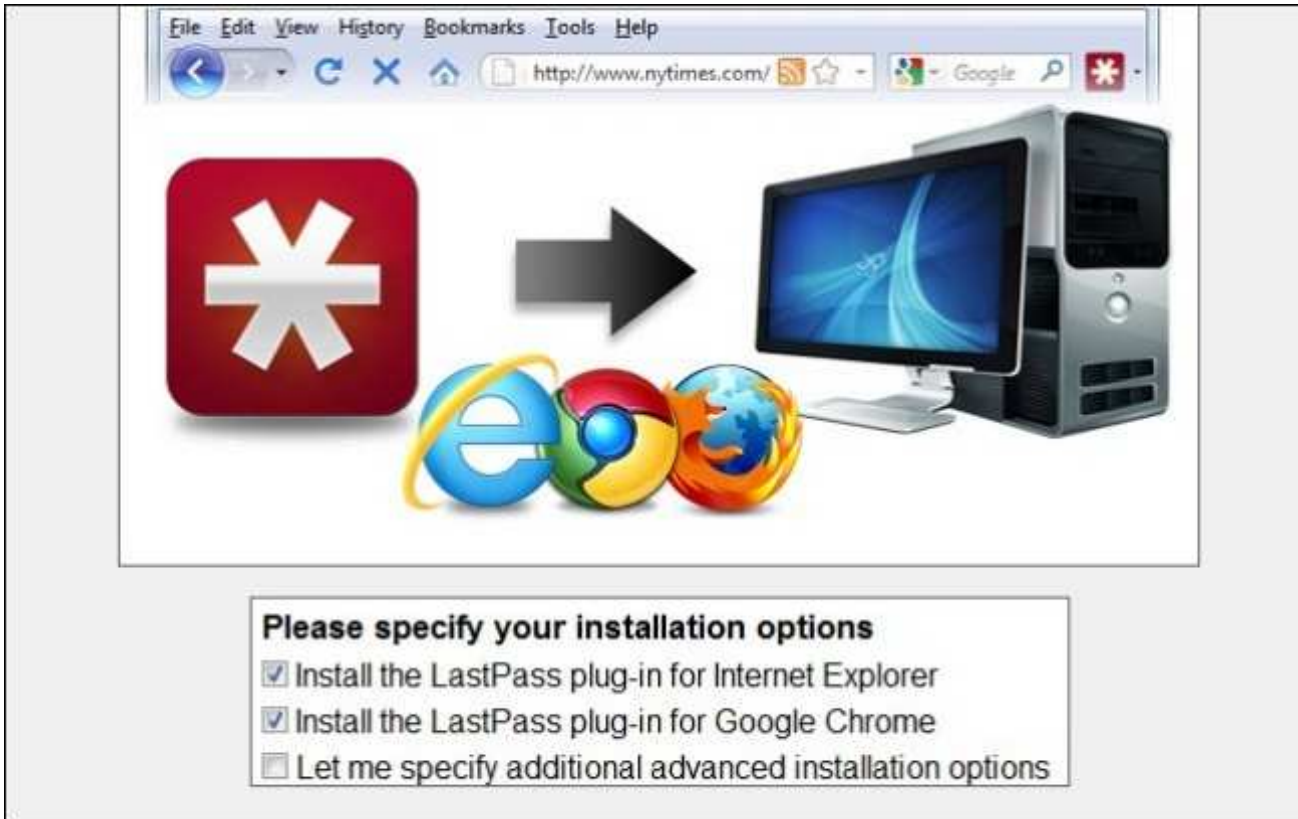 File Edit View History Bookmarks Tools Help
http://www.nytimes.com/ Google
Please specify your installation options
Install the LastPass plug-in for Internet Explorer
Install the LastPass plug-in for Google Chrome
Let me specify additional advanced installation options